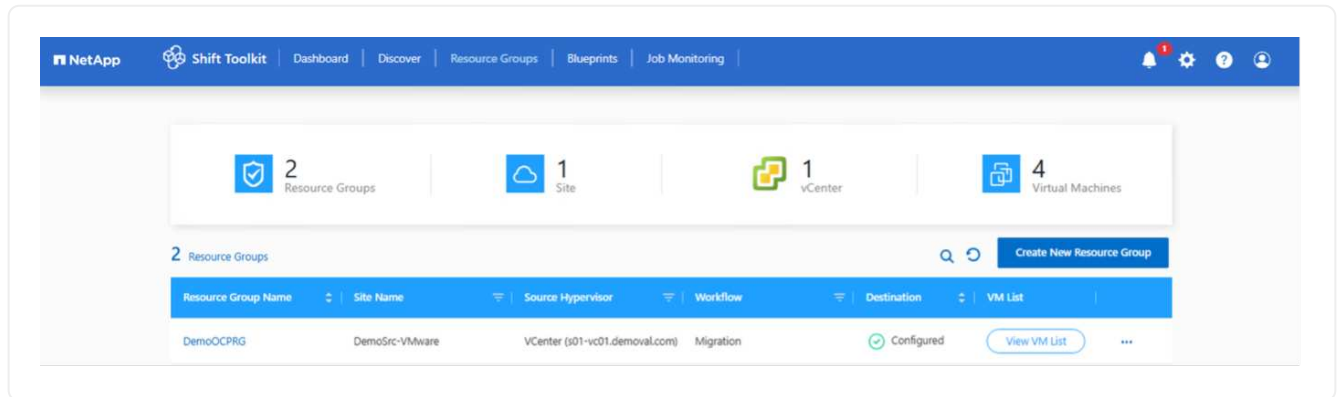 NetApp Shift Toolkit Dashboard Discover Resource Groups Blueprints Job Monitoring 1 ?
2 Resource Groups
1 Site
1 vCenter
4 Virtual Machines
2 Resource Groups Create New Resource Group
Resource Group Name Site Name Source Hypervisor Workflow Destination VM List
DemoOCPRG DemoSrc-VMware VCenter (s01-vc01.demoval.com) Migration Configured View VM List ...